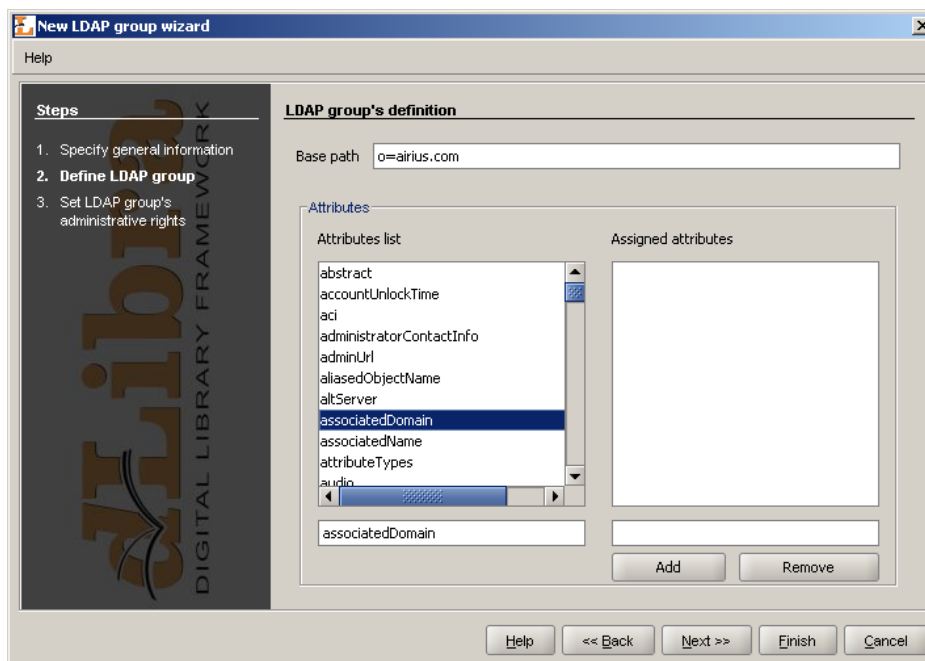 New LDAP group wizard
Help
Steps
1. Specify general information
2. Define LDAP group
3. Set LDAP group's
administrative rights
dLibra
DIGITAL LIBRARY FRAMEWORK
LDAP group's definition
Base path o=airius.com
Attributes
Attributes list
abstract
accountUnlockTime
aci
administratorContactInfo
adminUrl
aliasedObjectName
altServer
associatedDomain
associatedName
attributeTypes
audio
associatedDomain
Assigned attributes
Add Remove
Help << Back Next >> Finish Cancel